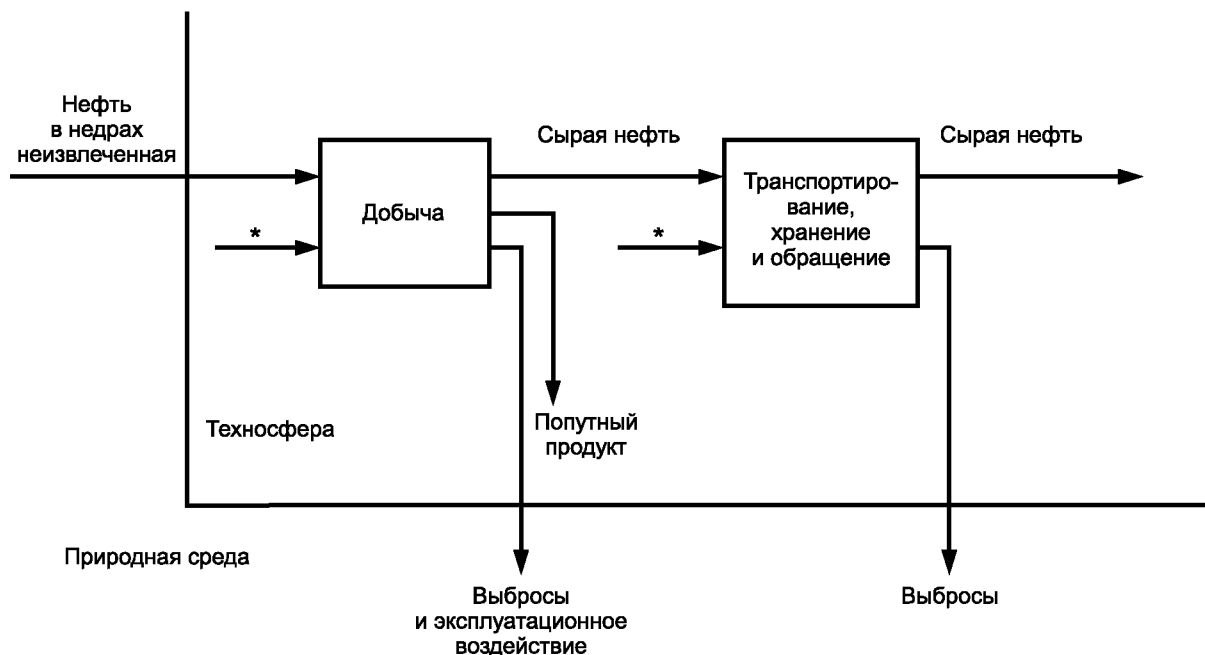 Нефть
в недрах
неизвлеченная
Сырая нефть
Сырая нефть
Добыча
Транспортиро-
вание,
хранение
и обращение
*
*
Техносфера
Попутный
продукт
Природная среда
Выбросы
и эксплуатационное
воздействие
Выбросы